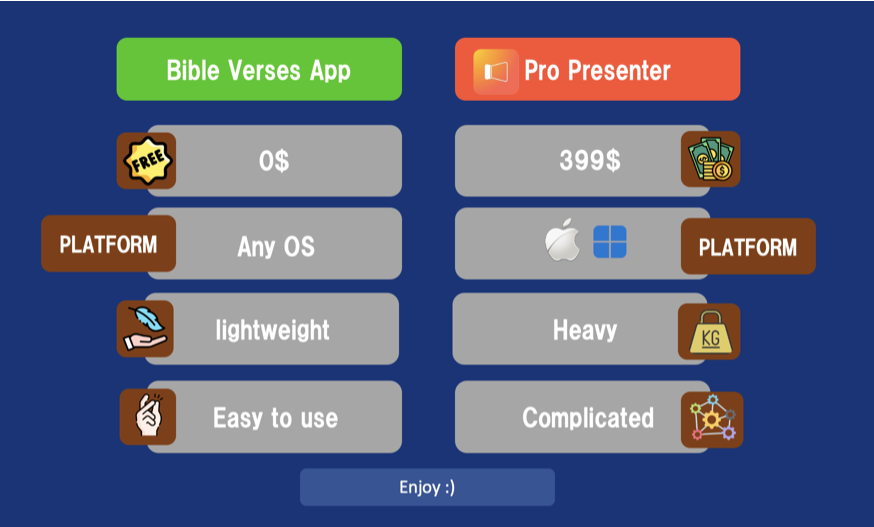 Bible Verses App
Pro Presenter
FREE
0$
399$
PLATFORM
Any OS
PLATFORM
lightweight
Heavy
KG
Easy to use
Complicated
Enjoy :)